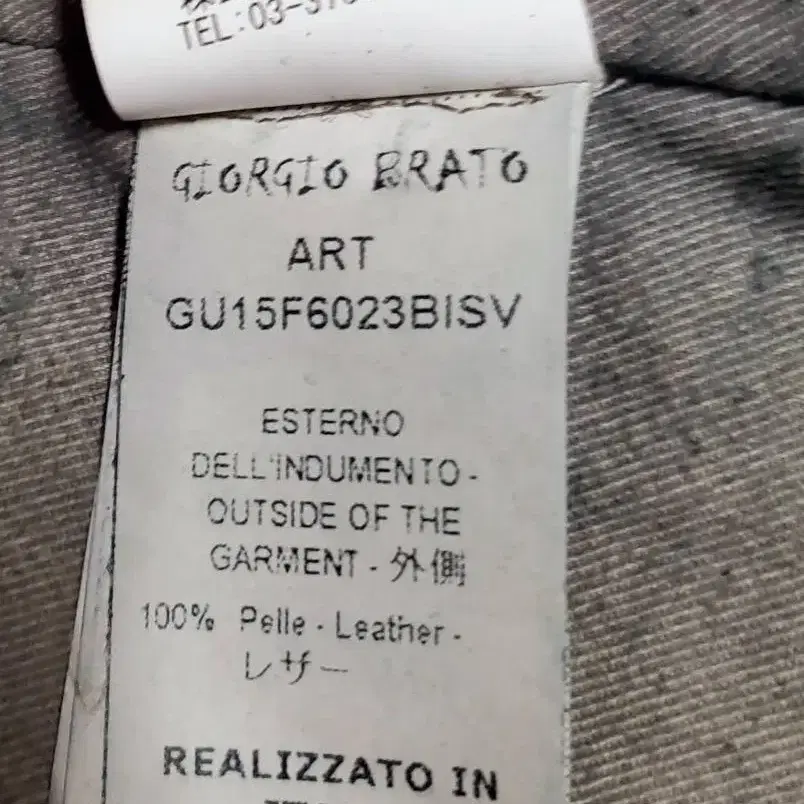 TEL:03-
GIORGIO BRATO
ART
GU15F6023BISV
ESTERNO
DELL'INDUMENTO -
OUTSIDE OF THE
GARMENT - 外側
100% Pelle - Leather -
レザー
REALIZZATO IN